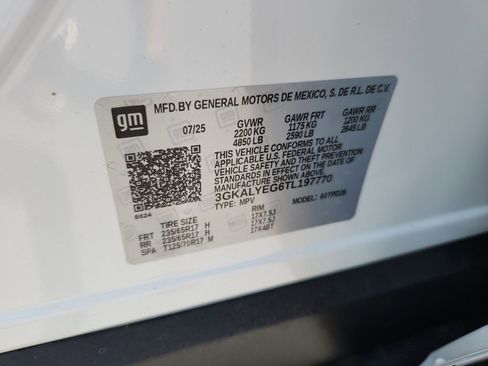 gm
MFD.BY GENERAL MOTORS DE MEXICO, S. DE R.L. DE C.V.
07/25 GVWR GAWR FRT GAWR RR
2200 KG 1175 KG 1200 KG
4850 LB 2590 LB 2645 LB
THIS VEHICLE CONFORMS TO ALL
APPLICABLE U.S. FEDERAL MOTOR
VEHICLE SAFETY BUMPER AND THEFT
PREVENTION STANDARDS IN EFFECT ON
THE DATE OF MANUFACTURE SHOWN ABOVE.
3GKALYEG6TL197770
TYPE: MPV
B624
TIRE SIZE RIM
FRT 235/65R17 H 17X7.5J
RR 235/65R17 H 17X7.5J
SPA T125/70R17 M 17X4BT